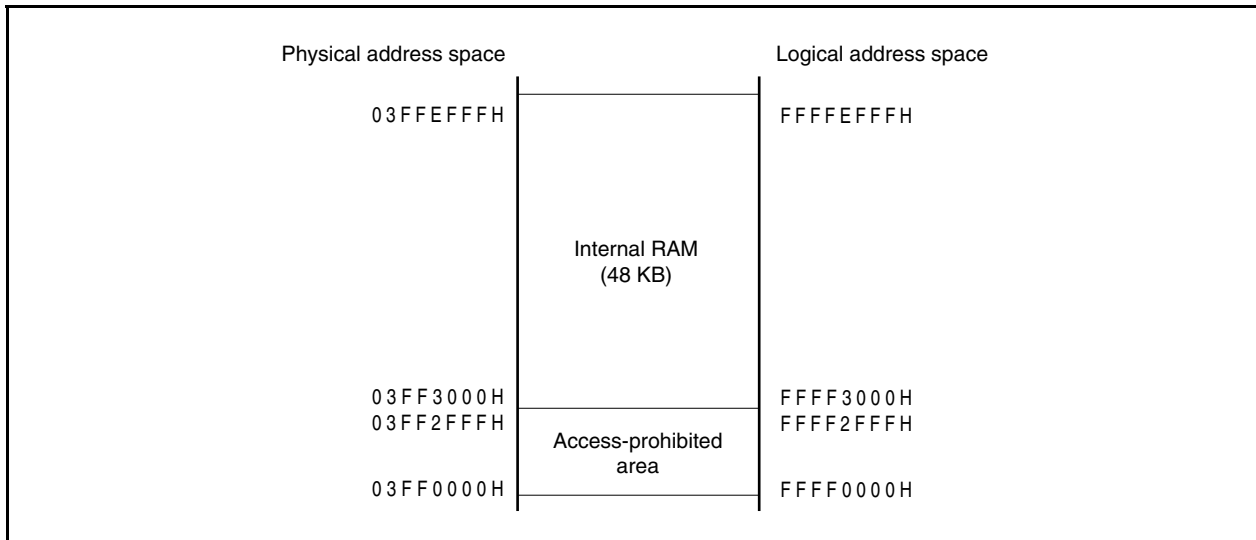 Physical address space
Logical address space
03FFEFFFH
FFFFEFFFH
Internal RAM
(48 KB)
03FF3000H
FFFF3000H
03FF2FFFH
FFFF2FFFH
Access-prohibited
area
03FF0000H
FFFF0000H